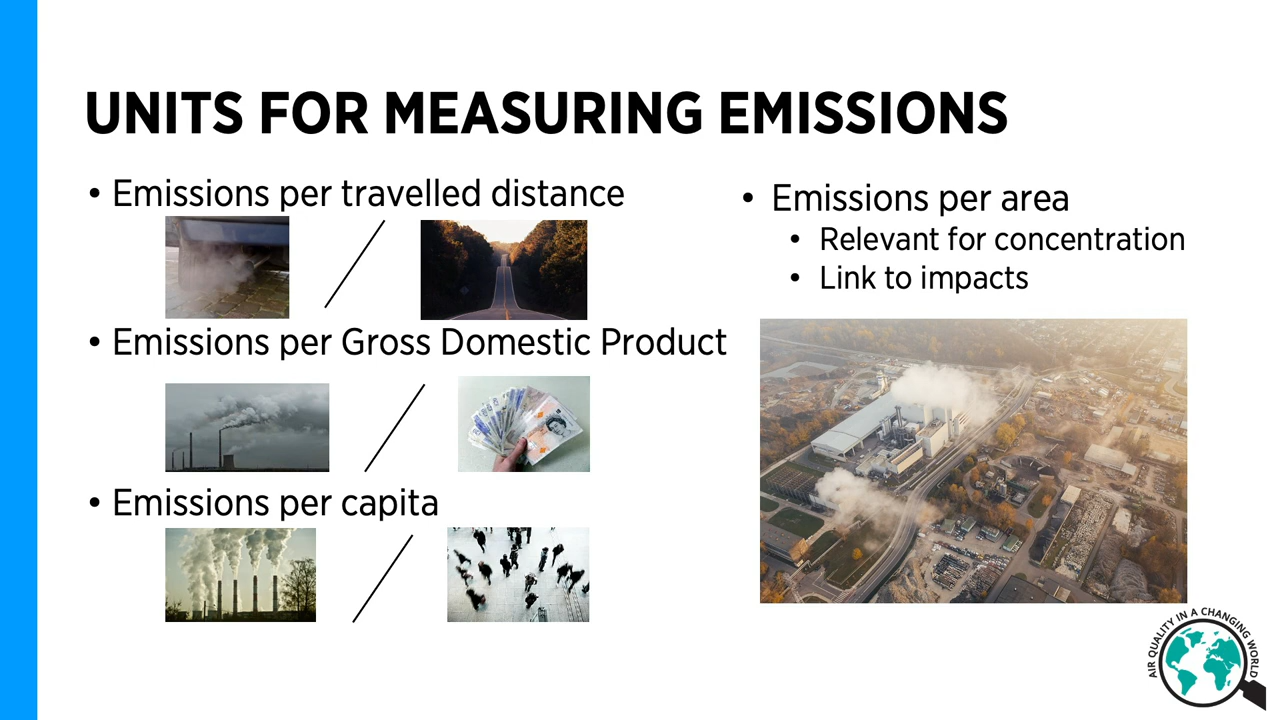 UNITS FOR MEASURING EMISSIONS
• Emissions per travelled distance
• Emissions per Gross Domestic Product
• Emissions per capita
• Emissions per area
• Relevant for concentration
• Link to impacts
AIR QUALITY IN A CHANGING WORLD